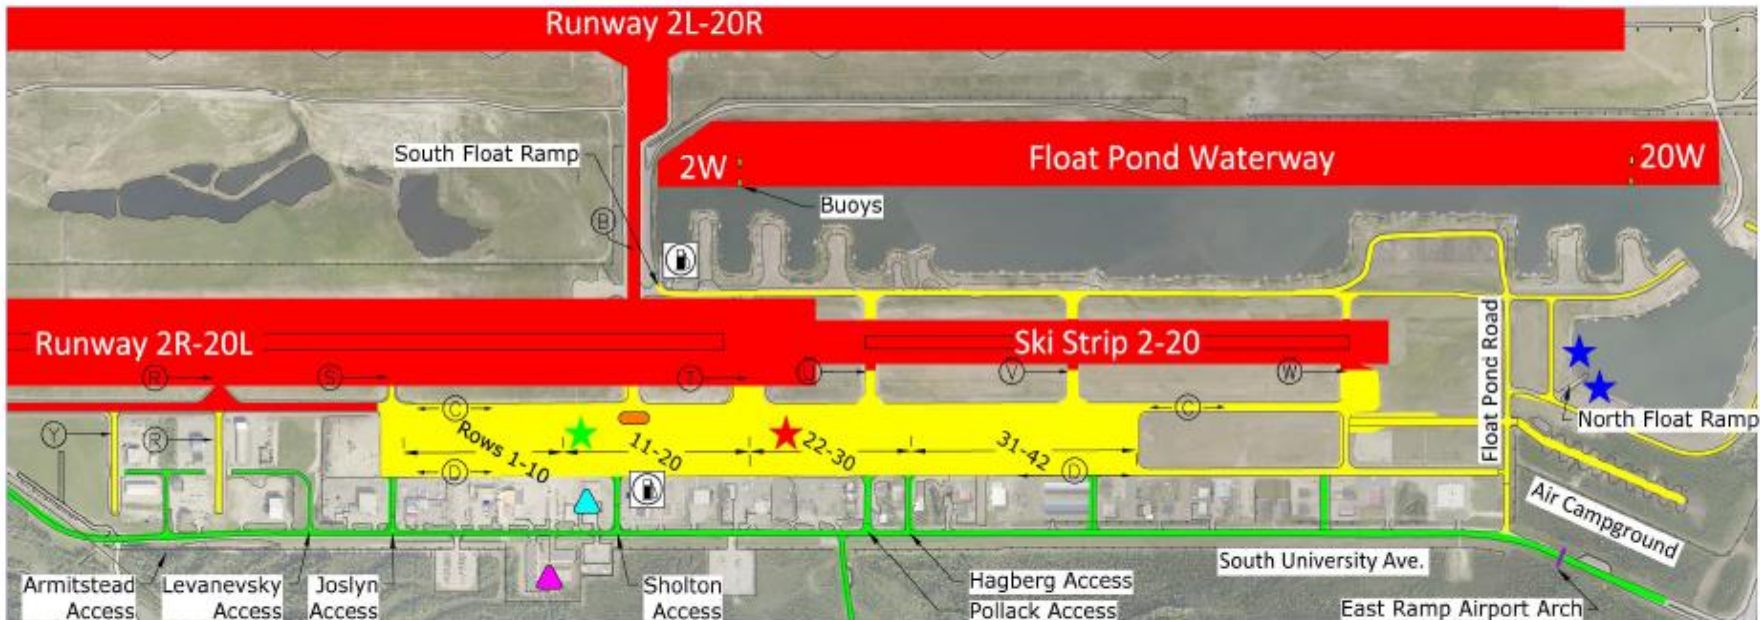 Runway 2L-20R
South Float Ramp
2W
Float Pond Waterway
20W
Buoys
B
Runway 2R-20L
Ski Strip 2-20
Float Pond Road
R
S
T
U
V
W
C
C
Y
R
Rows 1-10
11-20
22-30
31-42
North Float Ramp
D
D
Air Campground
South University Ave.
Armitstead
Access
Levanevsky
Access
Joslyn
Access
Sholton
Access
Hagberg Access
Pollack Access
East Ramp Airport Arch